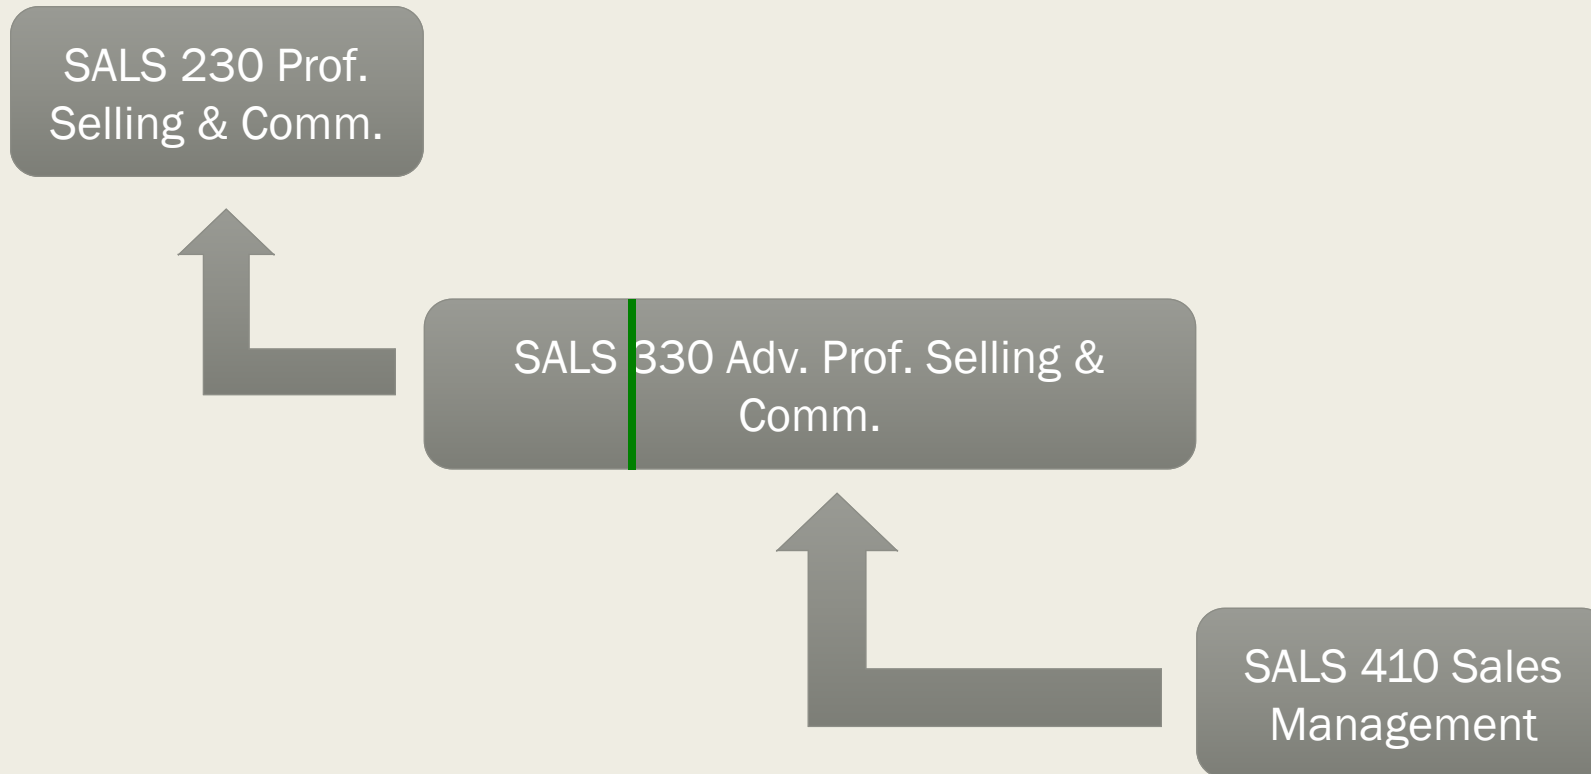 SALS 230 Prof.
Selling & Comm.
SALS 330 Adv. Prof. Selling &
Comm.
SALS 410 Sales
Management